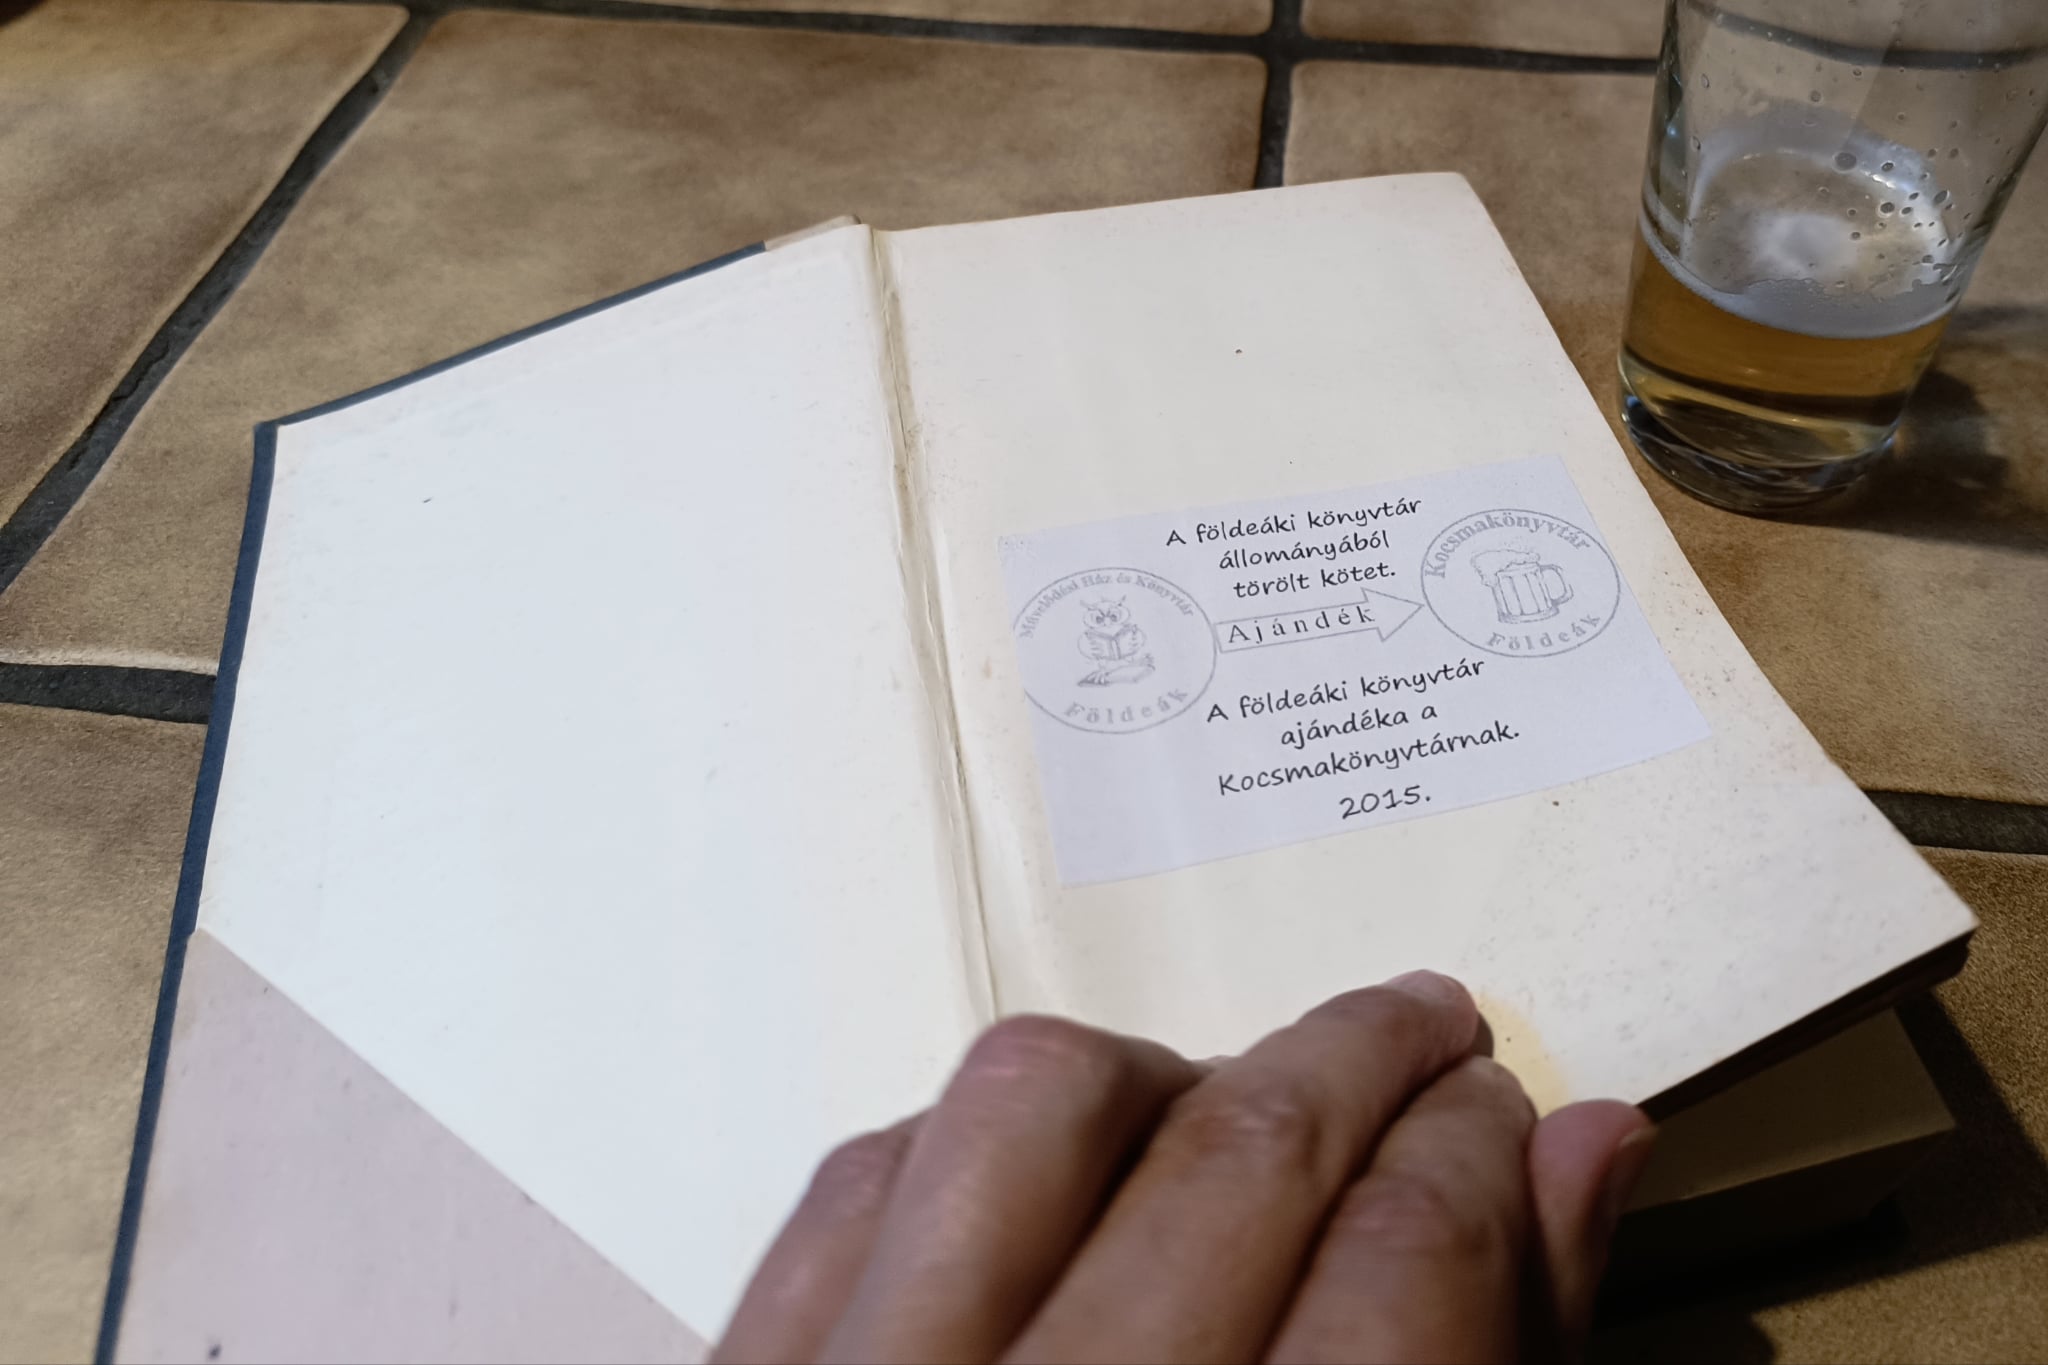 A földeáki könyvtár
állományából
törölt kötet.
Művelődési Ház és Könyvtár
Földeák
Ajándék
Kocsmakönyvtár
Földeák
A földeáki könyvtár
ajándéka a
Kocsmakönyvtárnak.
2015.